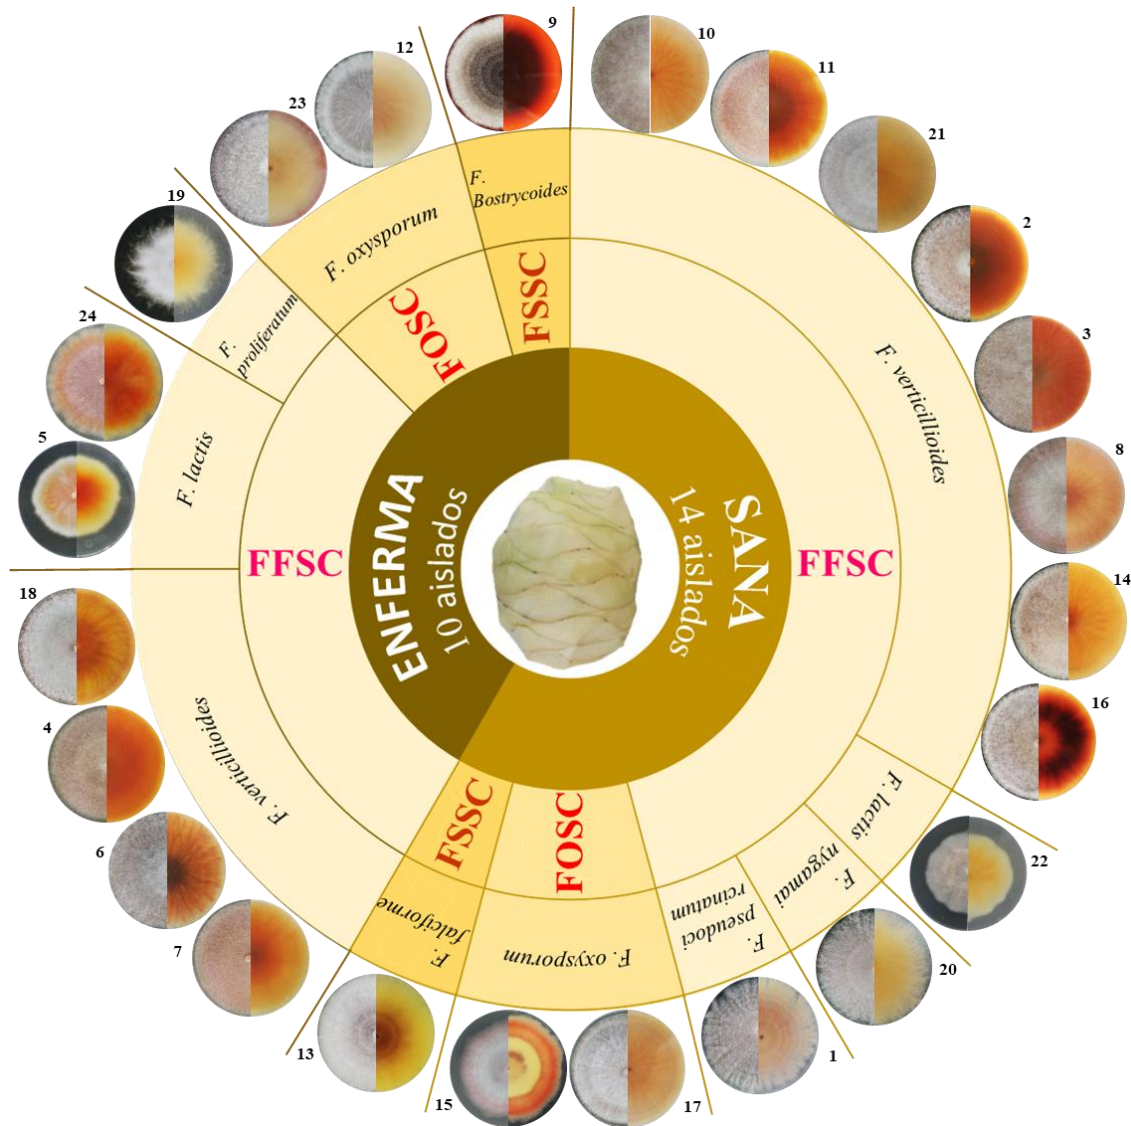 9
10
11
21
2
3
8
14
16
22
20
1
17
15
13
7
6
4
18
5
24
19
23
12
F.
Bostrycoides
F. verticillioides
F. lactis
F.
nygamai
F.
pseudoci
rcinatum
F. oxysporum
F.
falciforme
F. verticillioides
F. lactis
F.
proliferatum
F. oxysporum
FSSC
FFSC
FOSC
FSSC
FFSC
FOSC
SANA
14 aislados
ENFERMA
10 aislados